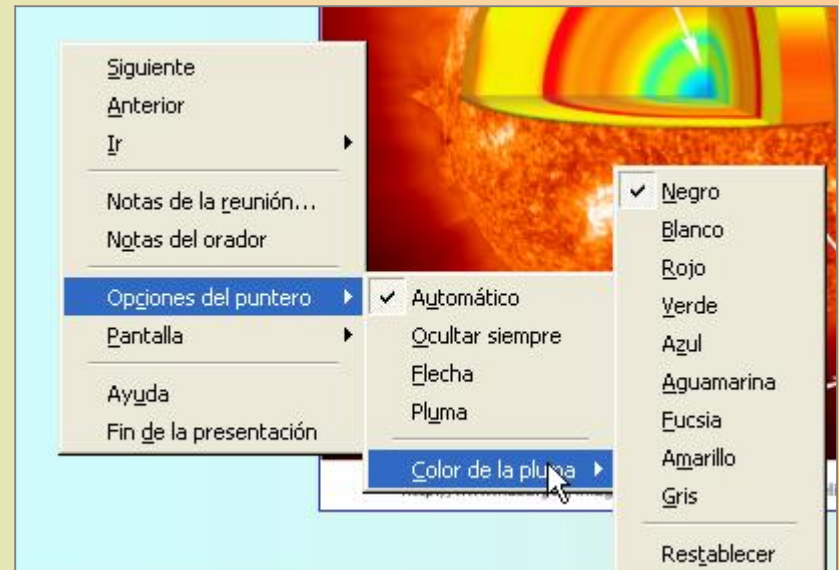 Siguiente
Anterior
Ir
Notas de la reunión...
Notas del orador
Opciones del puntero
Pantalla
Ayuda
Fin de la presentación
Automático
Ocultar siempre
Flecha
Pluma
Color de la pluma
Negro
Blanco
Rojo
Verde
Azul
Aguamarina
Fucsia
Amarillo
Gris
Restablecer